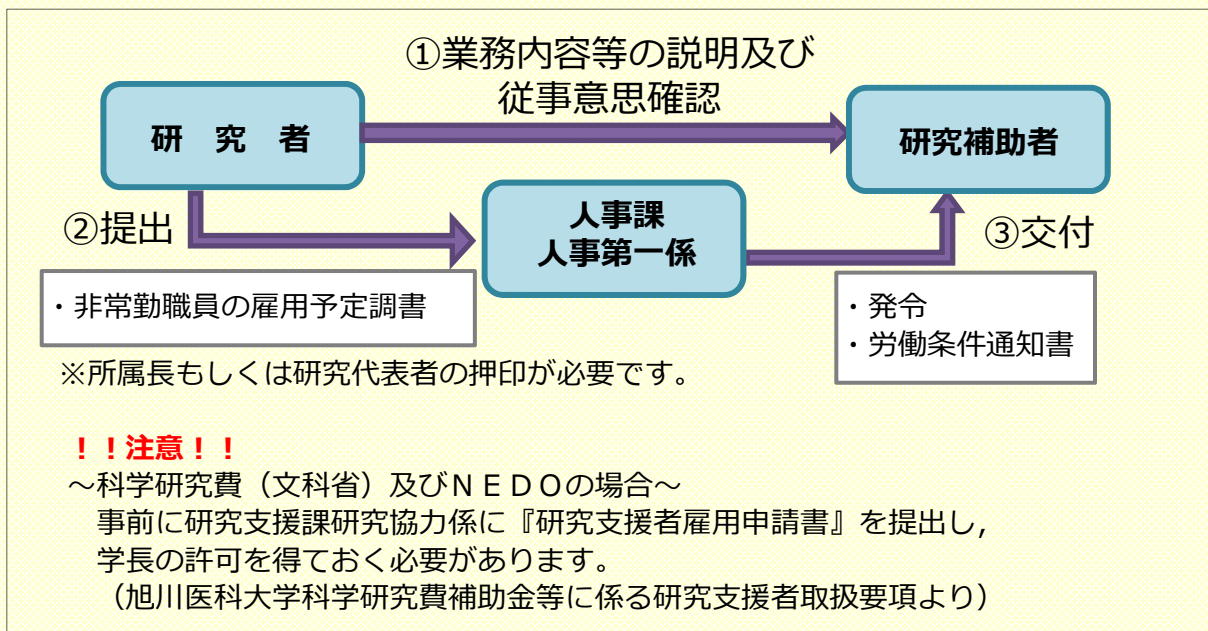 ①業務内容等の説明及び
従事意思確認
研　究　者
研究補助者
②提出
人事課
人事第一係
③交付
・非常勤職員の雇用予定調書
・発令
・労働条件通知書
※所属長もしくは研究代表者の押印が必要です。
！！注意！！
～科学研究費（文科省）及びＮＥＤＯの場合～
事前に研究支援課研究協力係に『研究支援者雇用申請書』を提出し，
学長の許可を得ておく必要があります。
（旭川医科大学科学研究費補助金等に係る研究支援者取扱要項より）